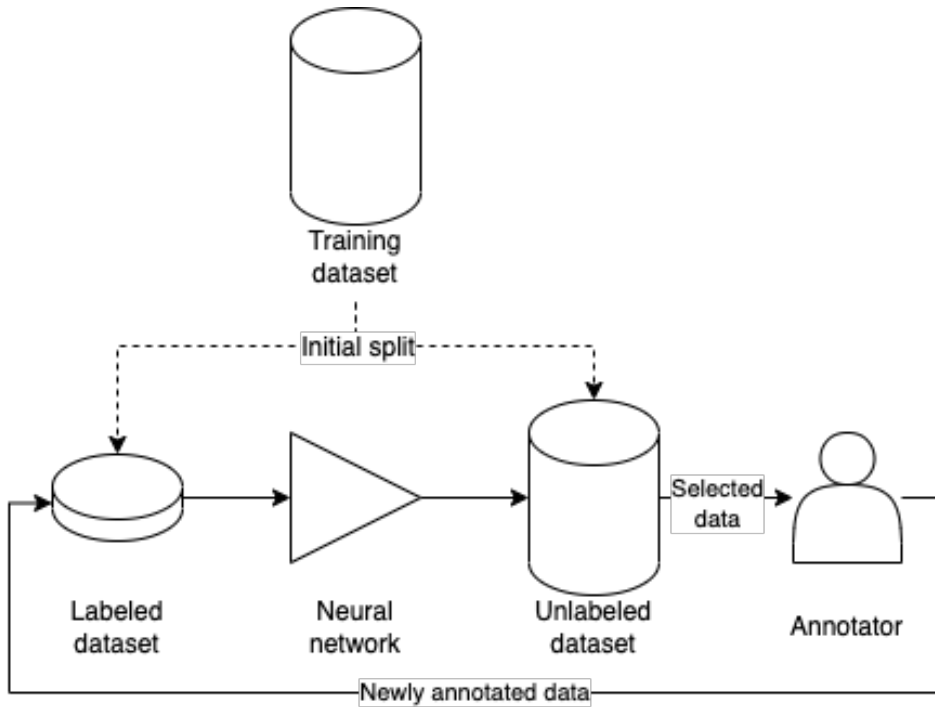 Training
dataset
Initial split
Selected
data
Labeled
dataset
Neural
network
Unlabeled
dataset
Annotator
Newly annotated data